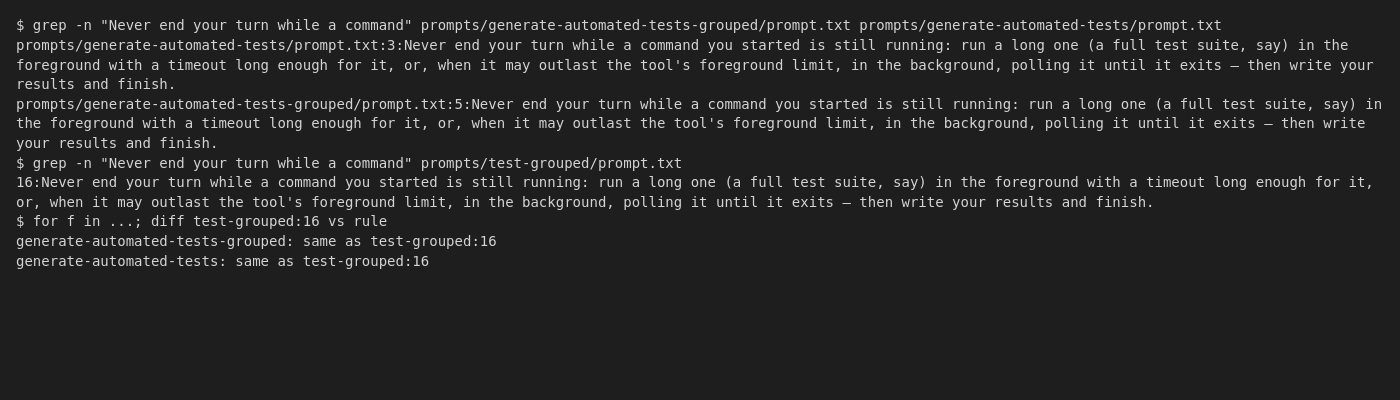 $ grep -n "Never end your turn while a command" prompts/generate-automated-tests-grouped/prompt.txt prompts/generate-automated-tests/prompt.txt
prompts/generate-automated-tests/prompt.txt:3:Never end your turn while a command you started is still running: run a long one (a full test suite, say) in the
foreground with a timeout long enough for it, or, when it may outlast the tool's foreground limit, in the background, polling it until it exits — then write your
results and finish.
prompts/generate-automated-tests-grouped/prompt.txt:5:Never end your turn while a command you started is still running: run a long one (a full test suite, say) in
the foreground with a timeout long enough for it, or, when it may outlast the tool's foreground limit, in the background, polling it until it exits — then write
your results and finish.
$ grep -n "Never end your turn while a command" prompts/test-grouped/prompt.txt
16:Never end your turn while a command you started is still running: run a long one (a full test suite, say) in the foreground with a timeout long enough for it,
or, when it may outlast the tool's foreground limit, in the background, polling it until it exits — then write your results and finish.
$ for f in ...; diff test-grouped:16 vs rule
generate-automated-tests-grouped: same as test-grouped:16
generate-automated-tests: same as test-grouped:16